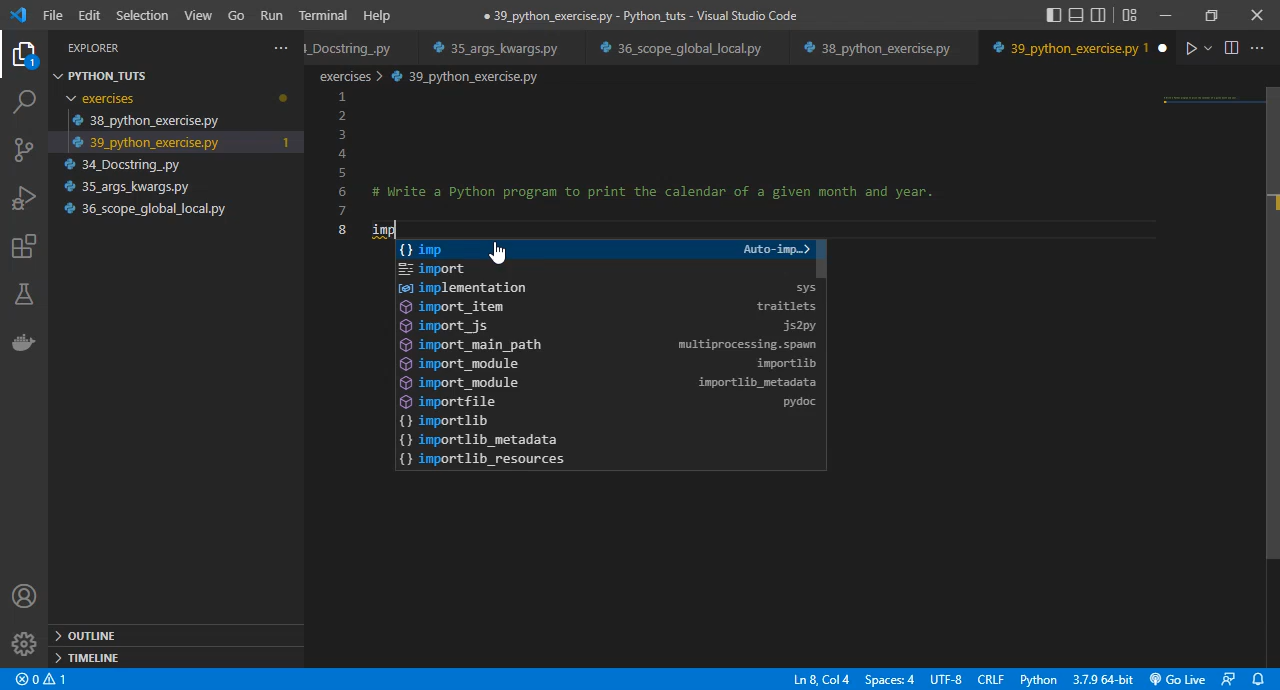 File Edit Selection View Go Run Terminal Help ● 39_python_exercise.py - Python_tuts - Visual Studio Code
EXPLORER
_Docstring_.py 35_args_kwargs.py 36_scope_global_local.py 38_python_exercise.py 39_python_exercise.py 1
PYTHON_TUTS
exercises
38_python_exercise.py
39_python_exercise.py 1
34_Docstring_.py
35_args_kwargs.py
36_scope_global_local.py
OUTLINE
TIMELINE
1
exercises > 39_python_exercise.py
1
2
3
4
5
6 # Write a Python program to print the calendar of a given month and year.
7
8 imp
{} imp Auto-imp…>
import
implementation sys
import_item traitlets
import_js js2py
import_main_path multiprocessing.spawn
import_module importlib
import_module importlib_metadata
importfile pydoc
{} importlib
{} importlib_metadata
{} importlib_resources
0 1 Ln 8, Col 4 Spaces: 4 UTF-8 CRLF Python 3.7.9 64-bit Go Live